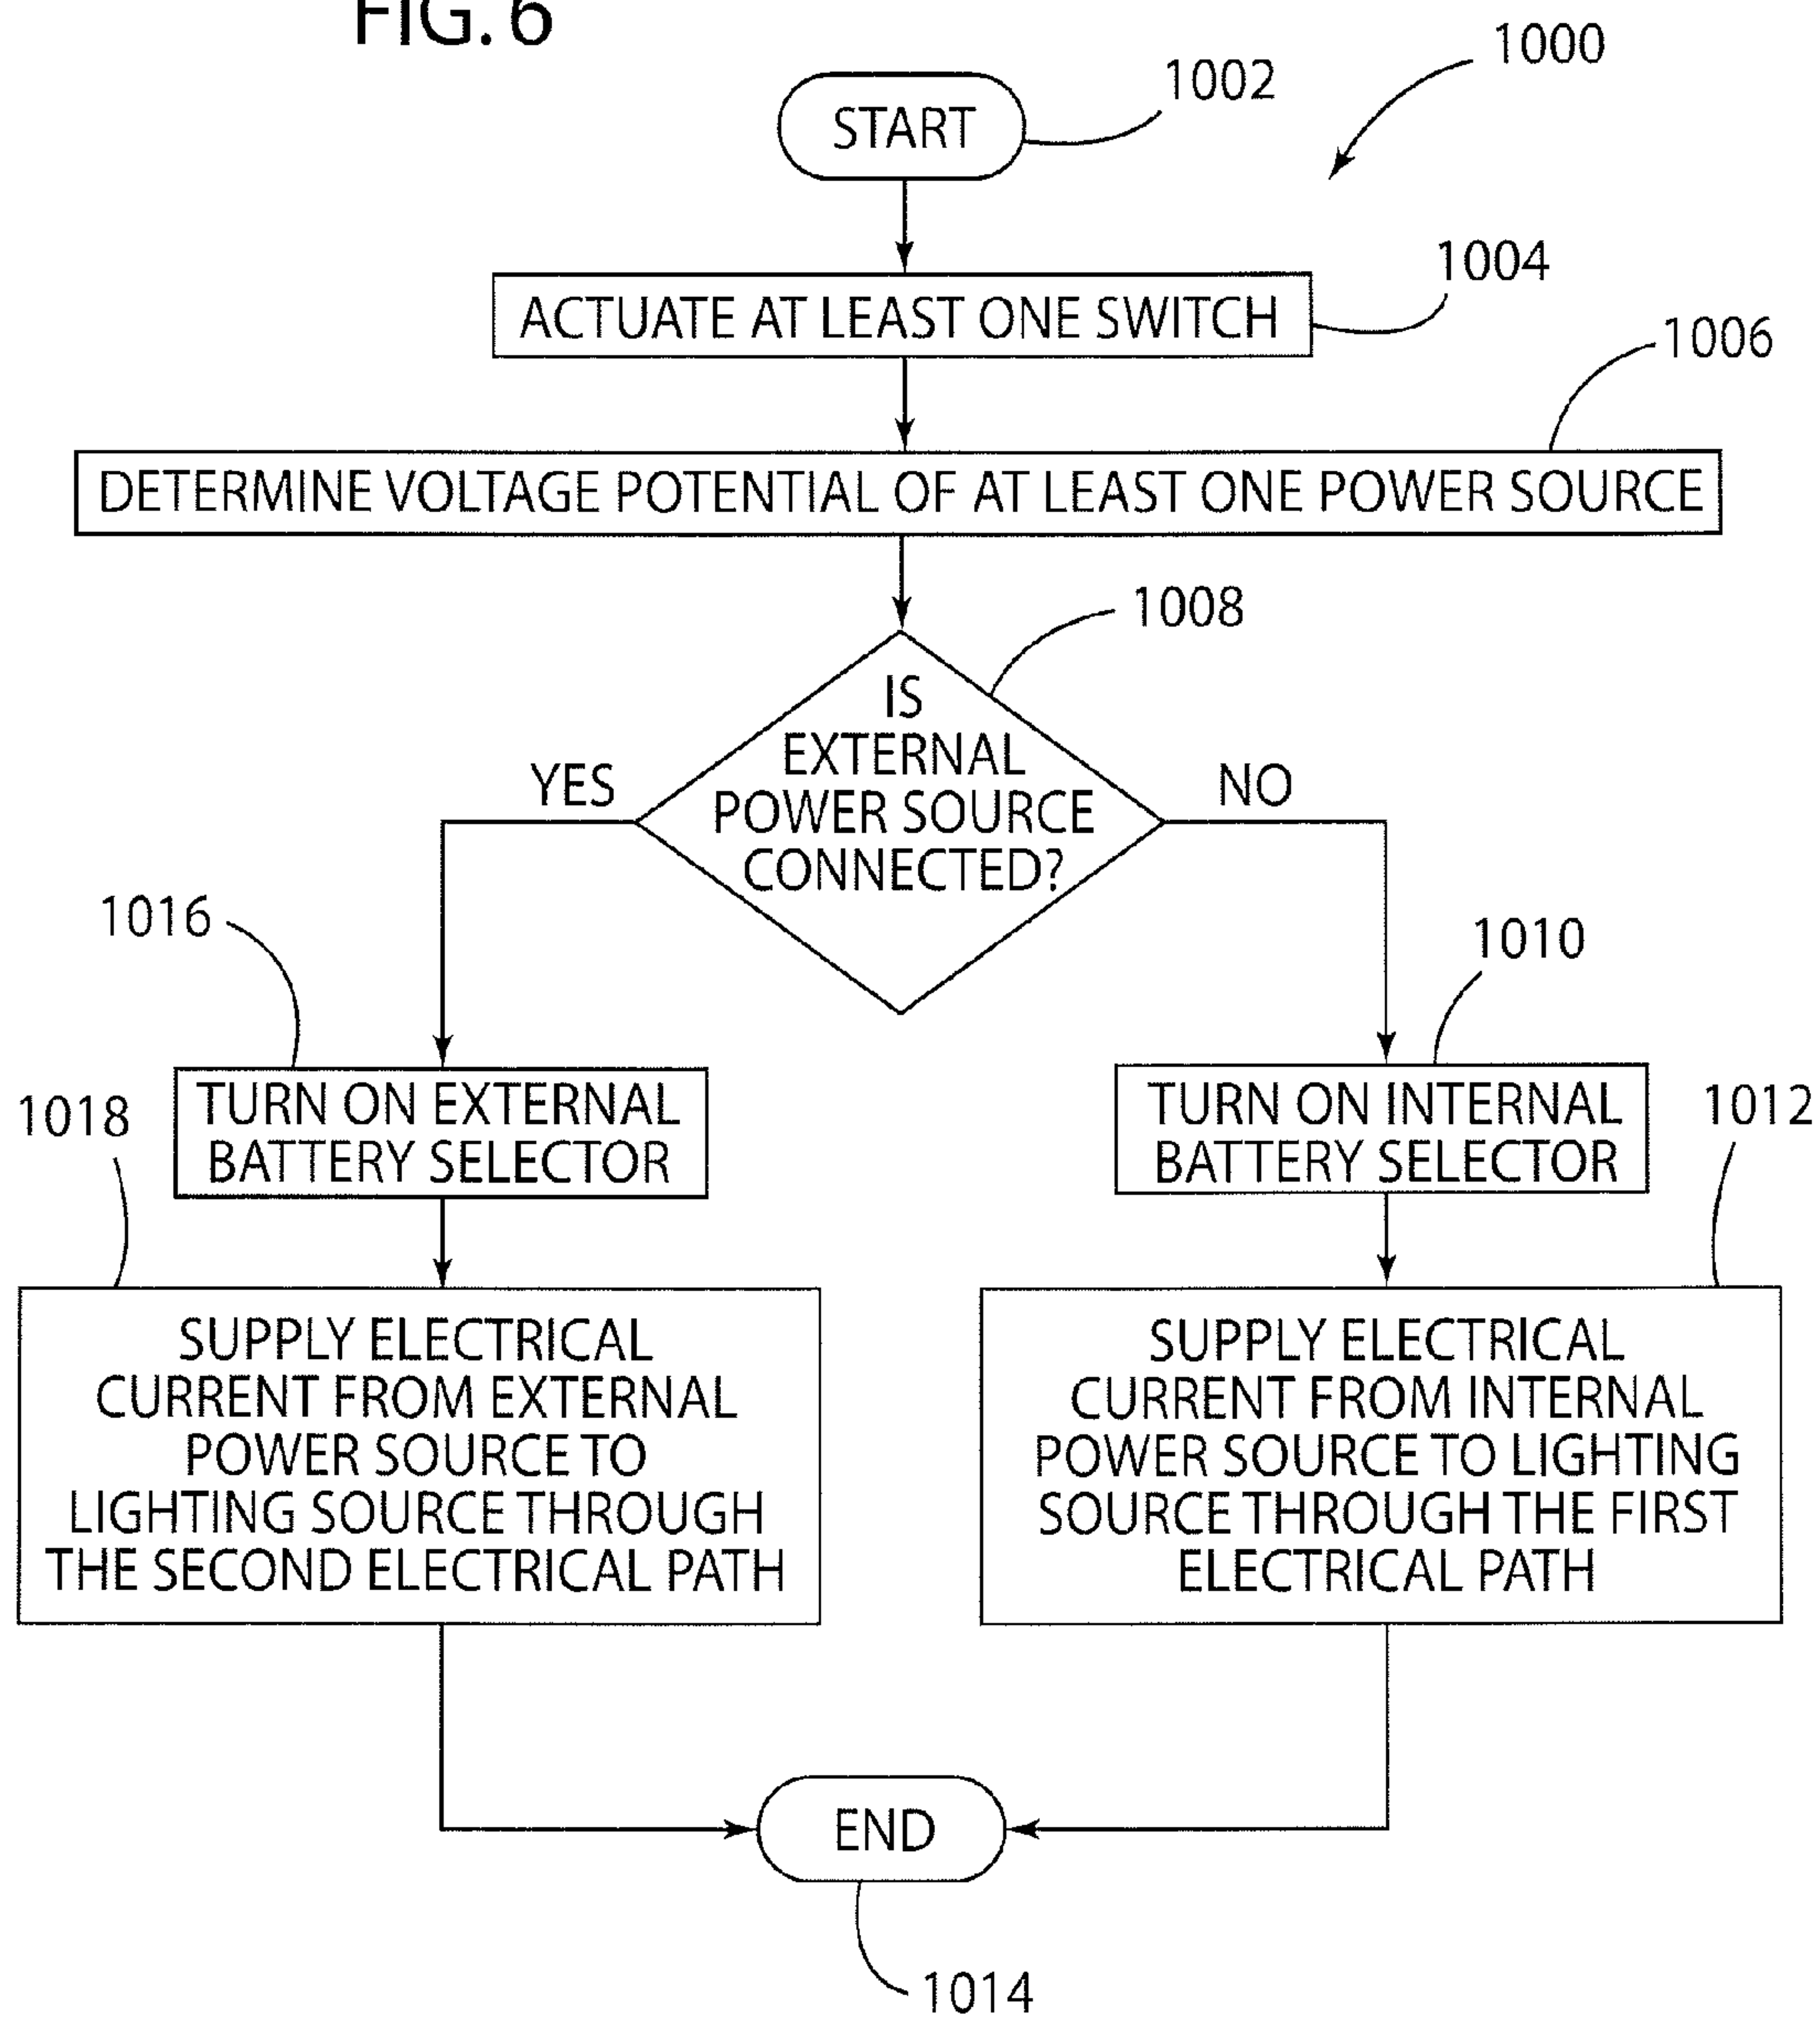 FIG. 6
1000
1002
START
1004
ACTUATE AT LEAST ONE SWITCH
1006
DETERMINE VOLTAGE POTENTIAL OF AT LEAST ONE POWER SOURCE
1008
IS
EXTERNAL
POWER SOURCE
CONNECTED?
YES
NO
1016
1010
TURN ON EXTERNAL
BATTERY SELECTOR
TURN ON INTERNAL
BATTERY SELECTOR
1018
1012
SUPPLY ELECTRICAL
CURRENT FROM EXTERNAL
POWER SOURCE TO
LIGHTING SOURCE THROUGH
THE SECOND ELECTRICAL PATH
SUPPLY ELECTRICAL
CURRENT FROM INTERNAL
POWER SOURCE TO LIGHTING
SOURCE THROUGH THE FIRST
ELECTRICAL PATH
END
1014